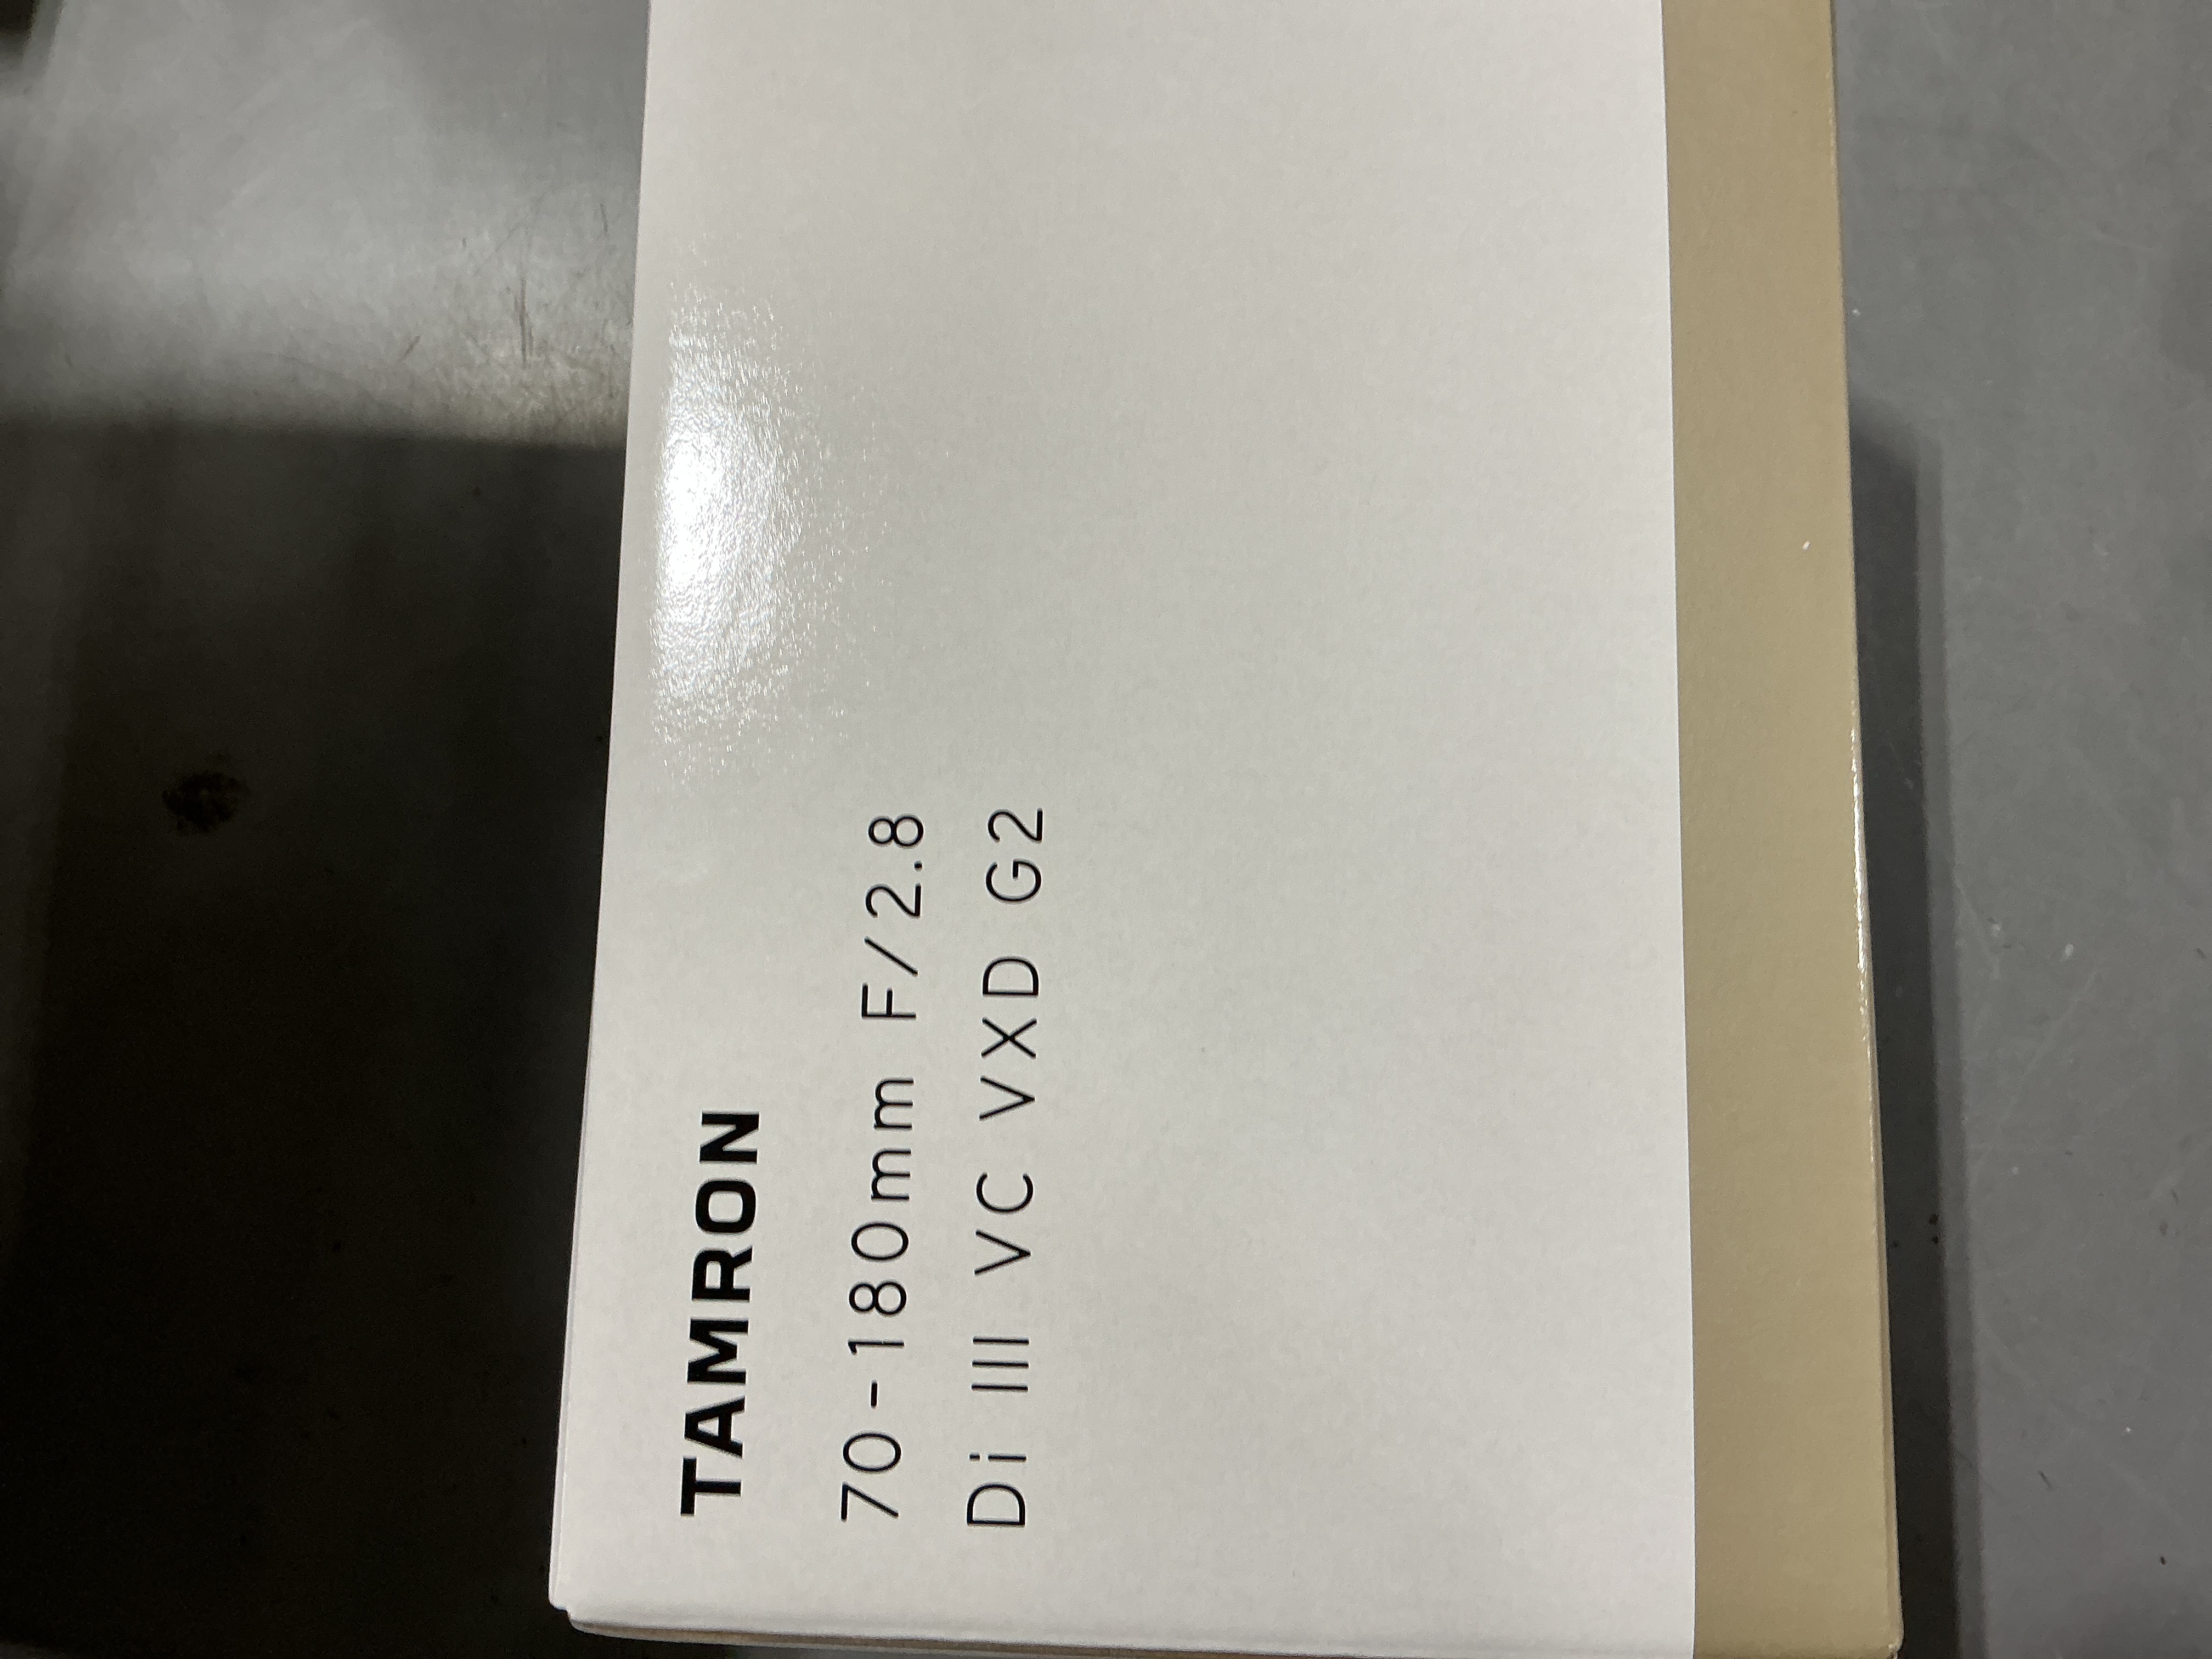 TAMRON
70-180mm F/2.8
Di III VC VXD G2